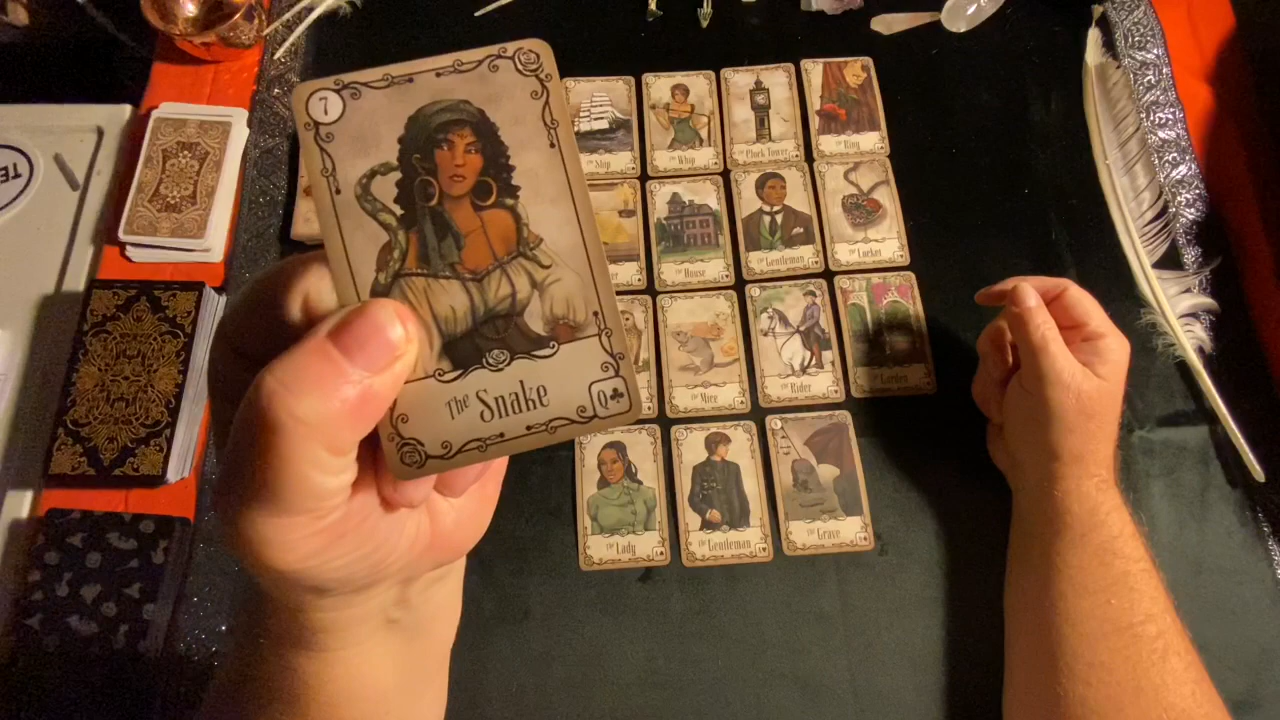 7
The Snake
Q♣
The Ship
The Whip
The Clock Tower
The Ring
The House
The Gentleman
The Locket
The Mice
The Rider
The Garden
The Lady
The Gentleman
The Grave